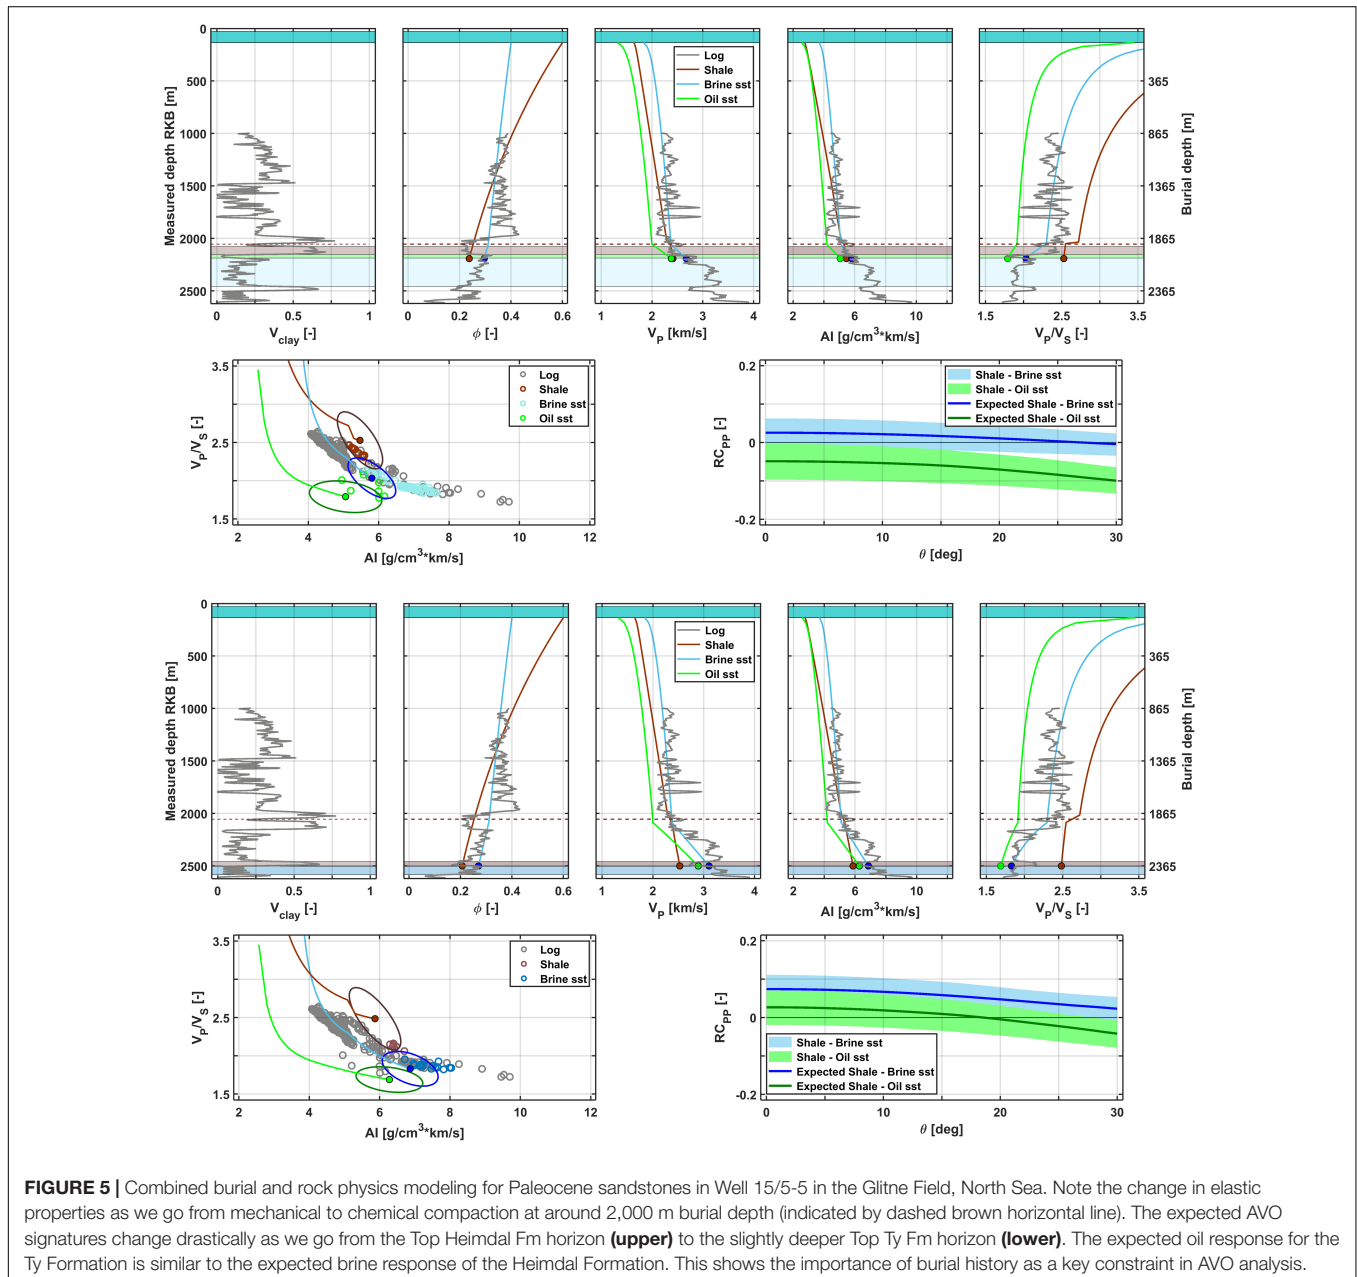 0
500
1000
1500
2000
2500
Measured depth RKB [m]
0 0.5 1
V_clay [-]
0 0.2 0.4 0.6
ϕ [-]
Log
Shale
Brine sst
Oil sst
1 2 3 4
V_P [km/s]
2 6 10
AI [g/cm³*km/s]
365
865
1365
1865
2365
Burial depth [m]
1.5 2.5 3.5
V_P/V_S [-]
3.5
2.5
1.5
V_P/V_S [-]
Log
Shale
Brine sst
Oil sst
2 4 6 8 10 12
AI [g/cm³*km/s]
0.2
0
-0.2
RC_PP [-]
Shale - Brine sst
Shale - Oil sst
Expected Shale - Brine sst
Expected Shale - Oil sst
0 10 20 30
θ [deg]
0
500
1000
1500
2000
2500
Measured depth RKB [m]
0 0.5 1
V_clay [-]
0 0.2 0.4 0.6
ϕ [-]
Log
Shale
Brine sst
Oil sst
1 2 3 4
V_P [km/s]
2 6 10
AI [g/cm³*km/s]
365
865
1365
1865
2365
Burial depth [m]
1.5 2.5 3.5
V_P/V_S [-]
3.5
2.5
1.5
V_P/V_S [-]
Log
Shale
Brine sst
2 4 6 8 10 12
AI [g/cm³*km/s]
0.2
0
-0.2
RC_PP [-]
Shale - Brine sst
Shale - Oil sst
Expected Shale - Brine sst
Expected Shale - Oil sst
0 10 20 30
θ [deg]
FIGURE 5 | Combined burial and rock physics modeling for Paleocene sandstones in Well 15/5-5 in the Glitne Field, North Sea. Note the change in elastic
properties as we go from mechanical to chemical compaction at around 2,000 m burial depth (indicated by dashed brown horizontal line). The expected AVO
signatures change drastically as we go from the Top Heimdal Fm horizon (upper) to the slightly deeper Top Ty Fm horizon (lower). The expected oil response for the
Ty Formation is similar to the expected brine response of the Heimdal Formation. This shows the importance of burial history as a key constraint in AVO analysis.